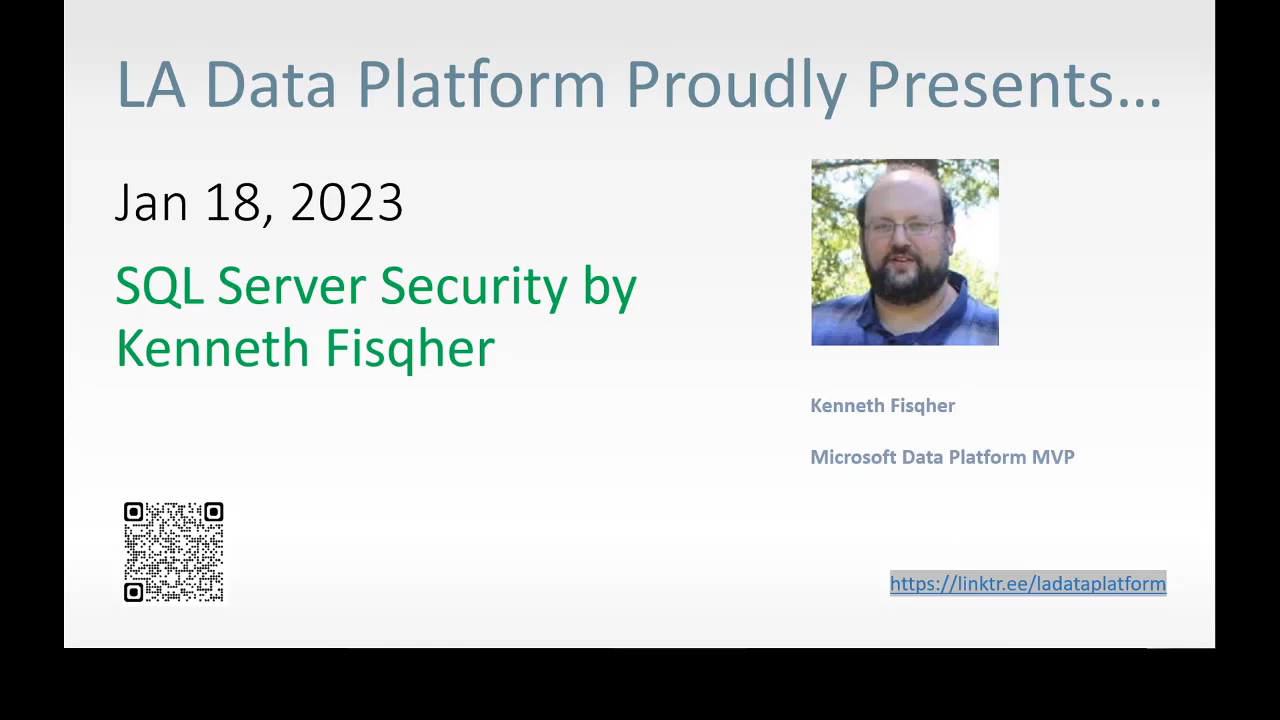 LA Data Platform Proudly Presents...
Jan 18, 2023
SQL Server Security by
Kenneth Fisqher
Kenneth Fisqher
Microsoft Data Platform MVP
https://linktr.ee/ladataplatform